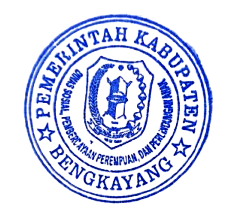 PEMERINTAH KABUPATEN
DINAS SOSIAL, PEMBERDAYAAN PEREMPUAN, DAN PERLINDUNGAN ANAK
BENGKAYANG